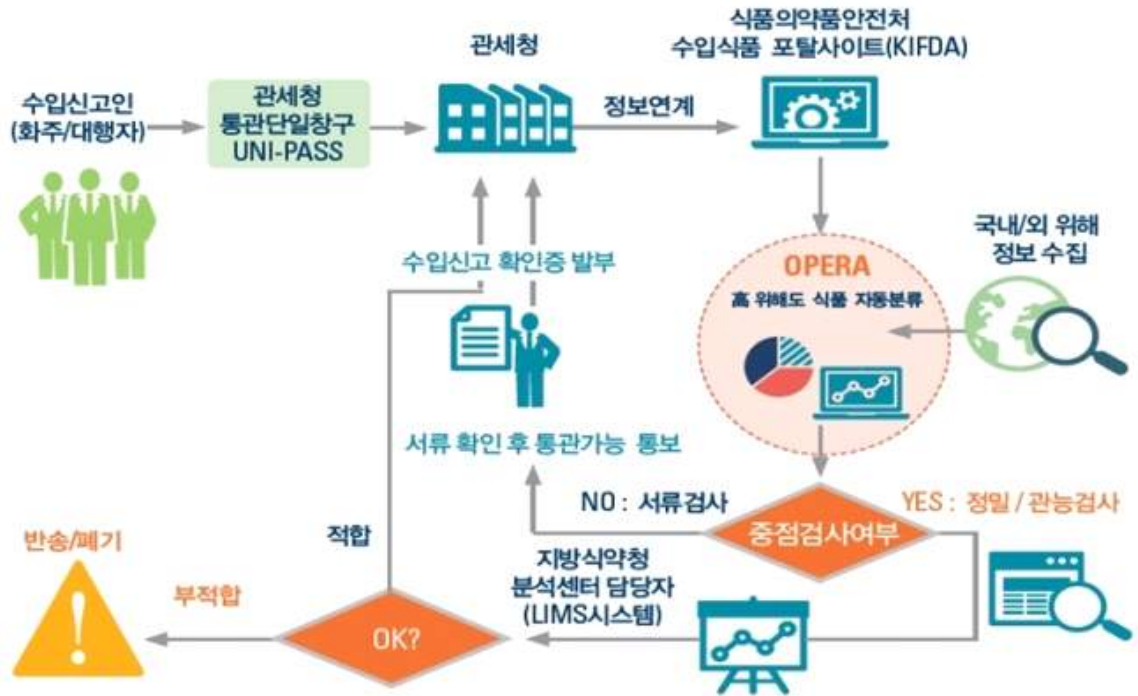 수입신고인
(화주/대행자)
관세청
통관단일창구
UNI-PASS
관세청
정보연계
식품의약품안전처
수입식품 포탈사이트(KIFDA)
국내/외 위해
정보 수집
OPERA
高 위해도 식품 자동분류
수입신고 확인증 발부
서류 확인 후 통관가능 통보
NO : 서류검사
중점검사여부
YES : 정밀 / 관능검사
지방식약청
분석센터 담당자
(LIMS시스템)
OK?
적합
부적합
반송/폐기